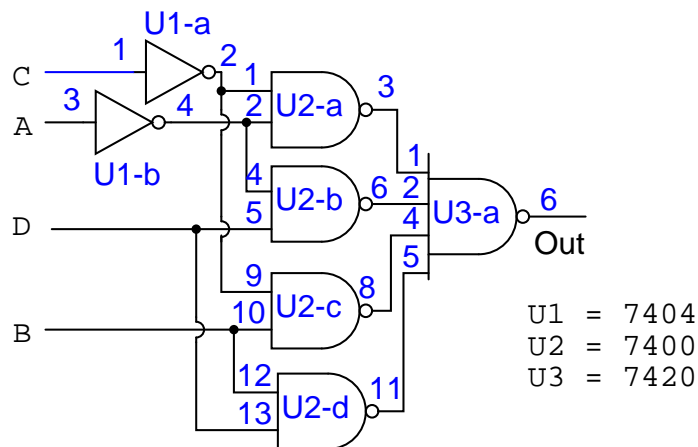 U1-a
C 1 2
1 3
2 U2-a
A 3 4
U1-b
1
4 6 2 6
5 U2-b 4 U3-a
D 5 Out
9 8
10 U2-c
B
U1 = 7404
U2 = 7400
U3 = 7420
12 11
13 U2-d